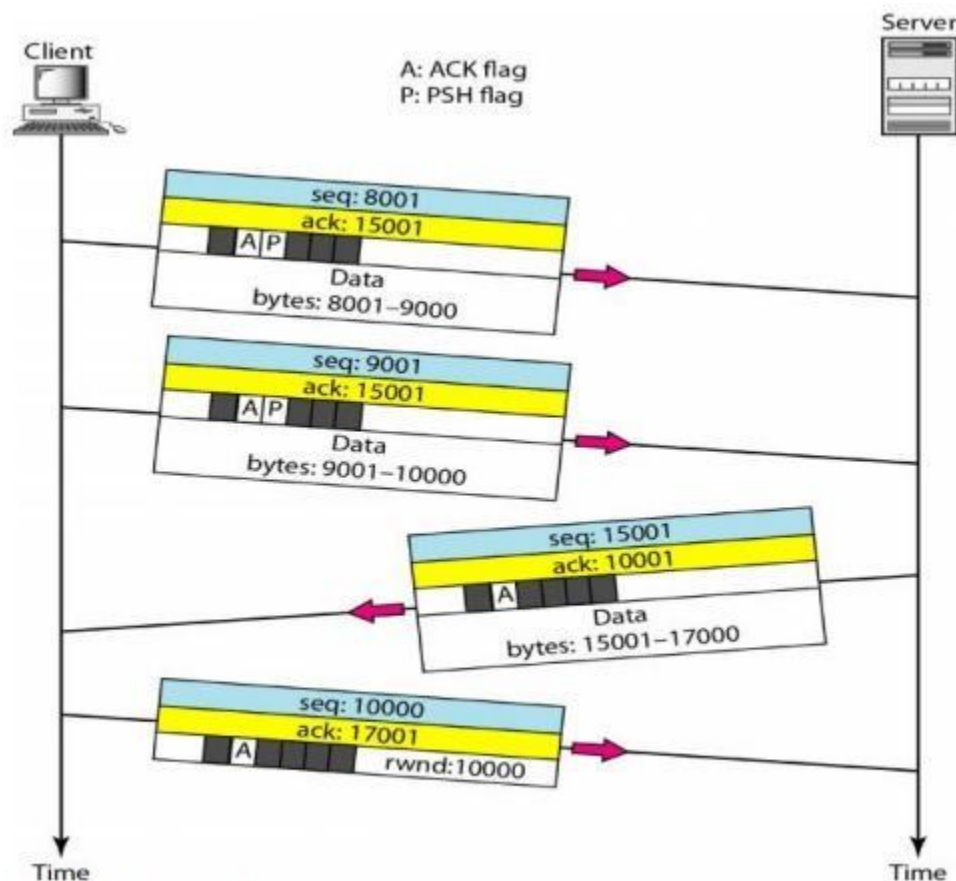 Client
Server
A: ACK flag
P: PSH flag
seq: 8001
ack: 15001
A P
Data
bytes: 8001–9000
seq: 9001
ack: 15001
A P
Data
bytes: 9001–10000
seq: 15001
ack: 10001
A
Data
bytes: 15001–17000
seq: 10000
ack: 17001
A
rwnd:10000
Time
Time